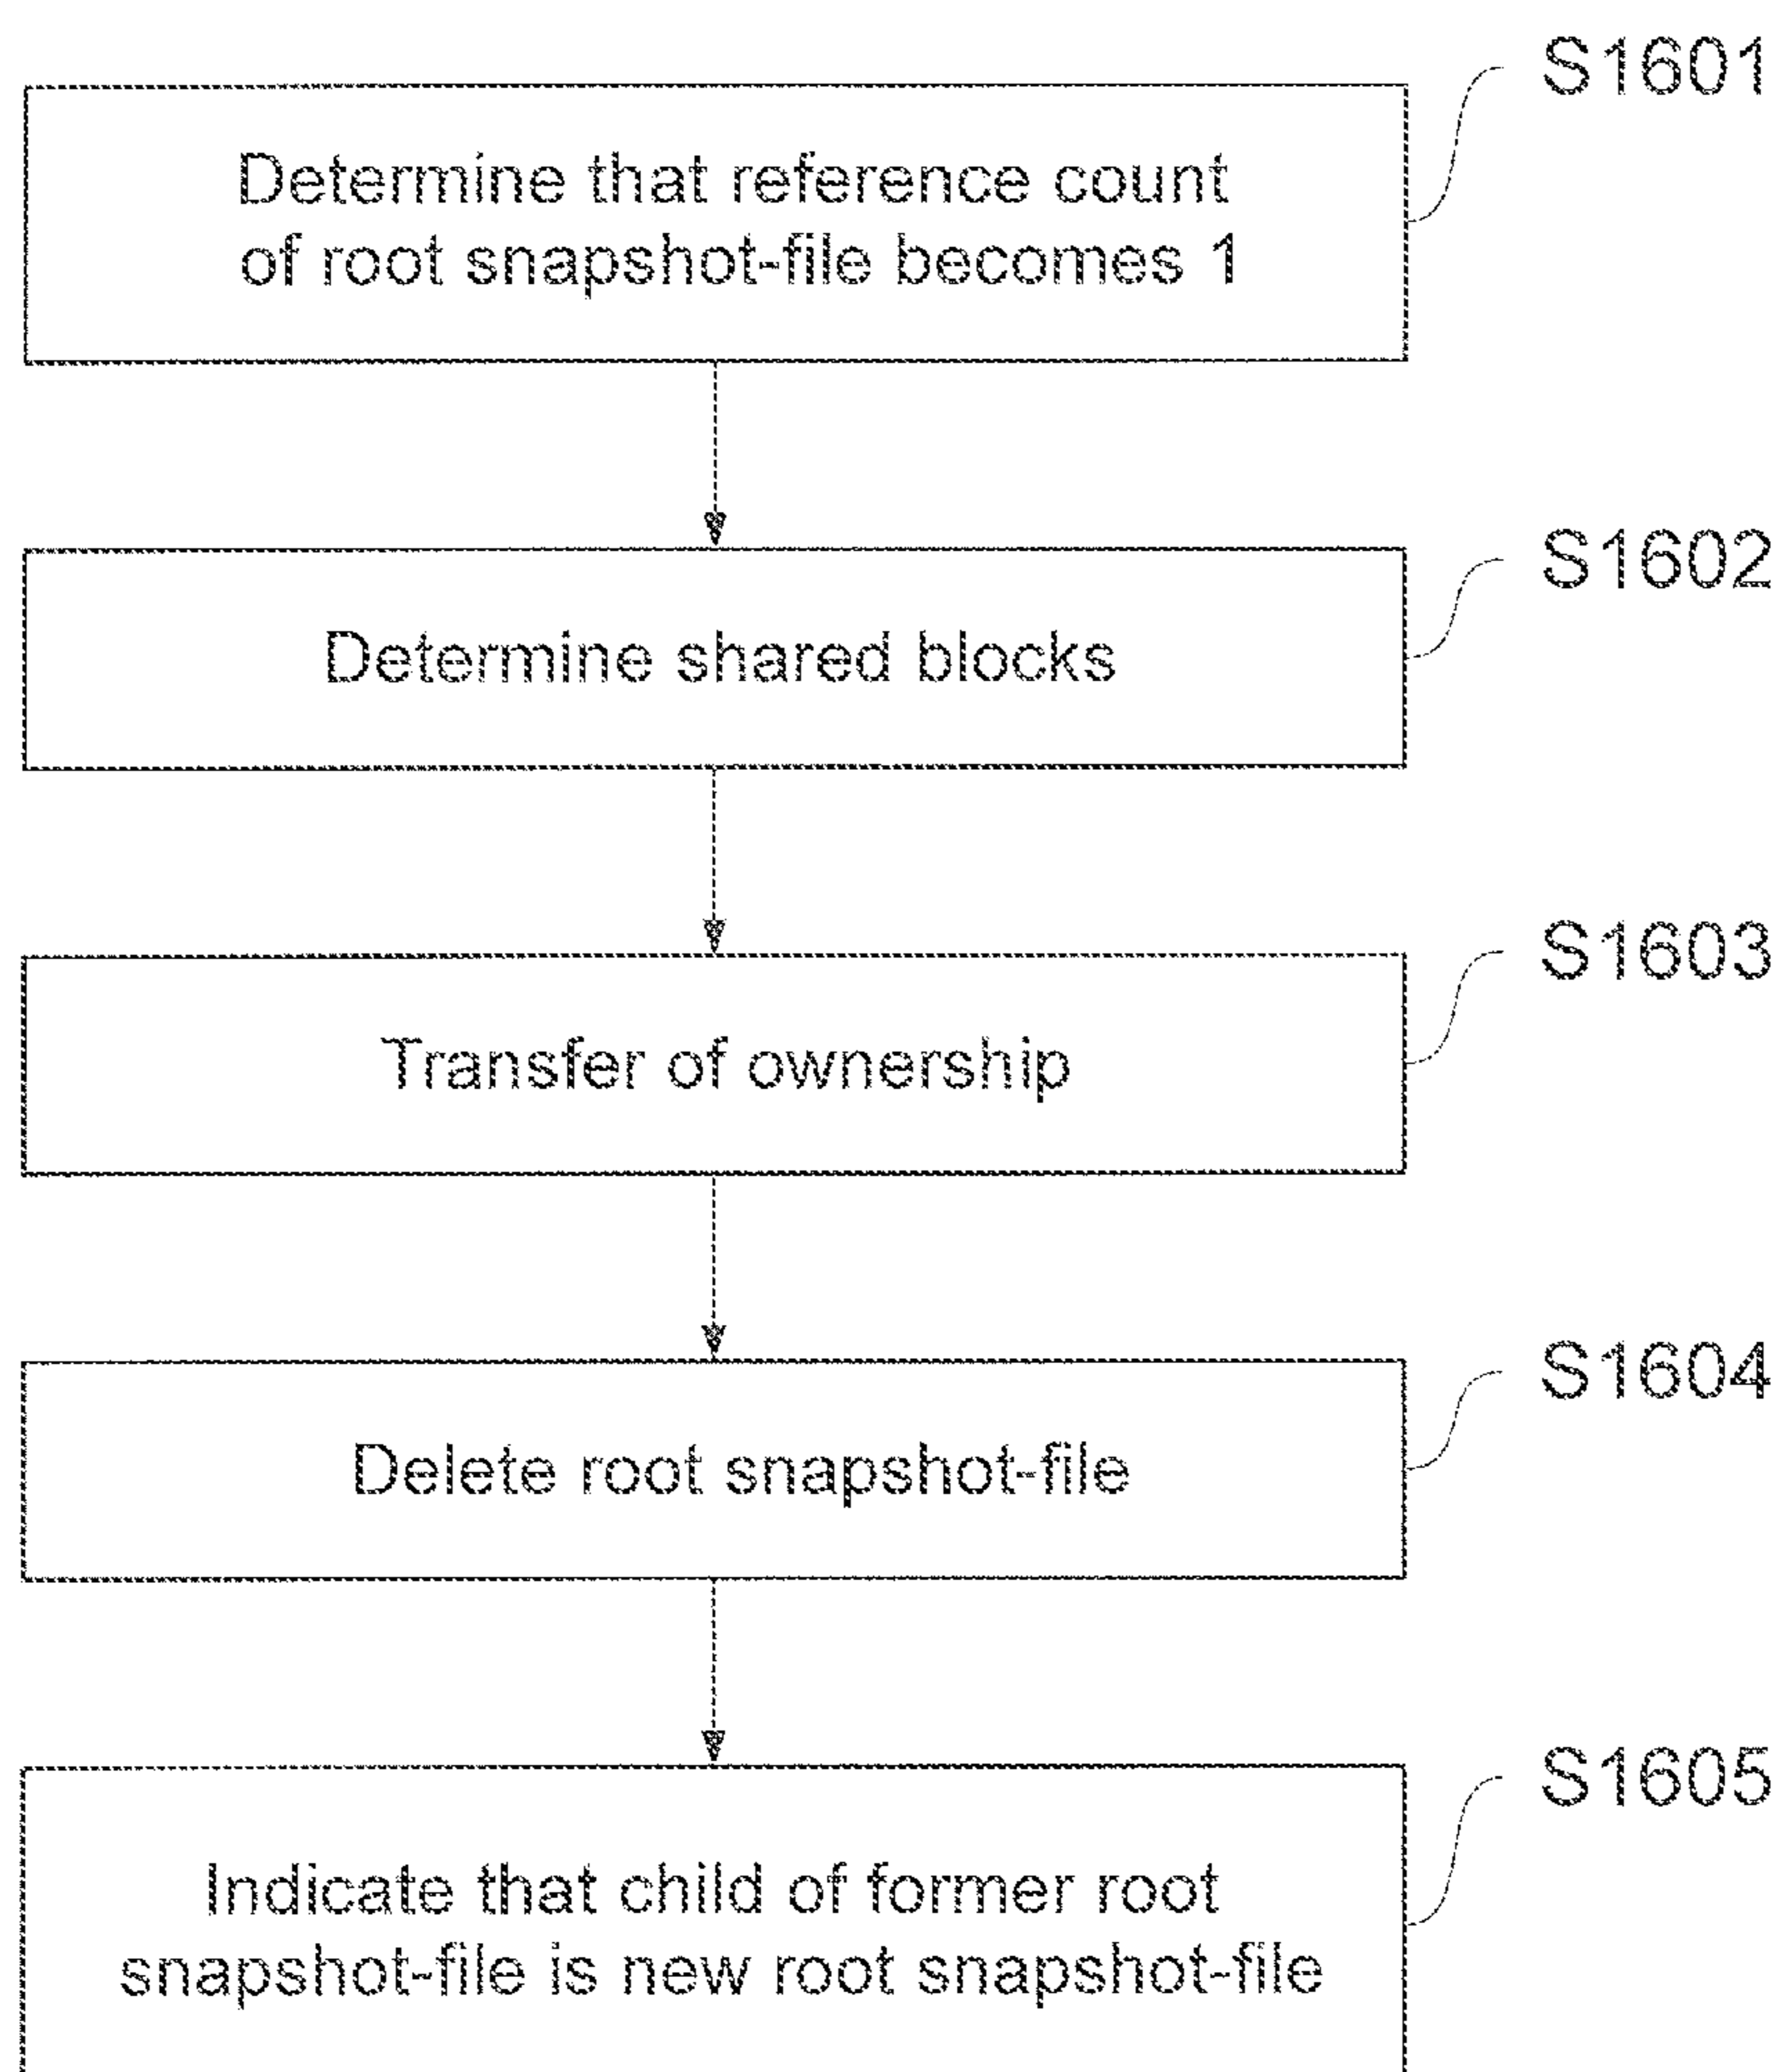 S1601
Determine that reference count
of root snapshot-file becomes 1
S1602
Determine shared blocks
S1603
Transfer of ownership
S1604
Delete root snapshot-file
S1605
Indicate that child of former root
snapshot-file is new root snapshot-file